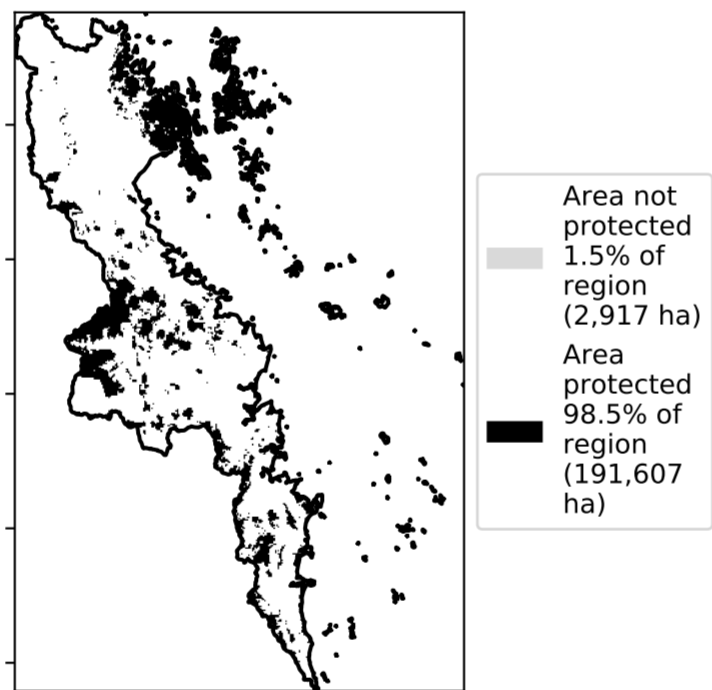 Area not
protected
1.5% of
region
(2,917 ha)
Area
protected
98.5% of
region
(191,607
ha)